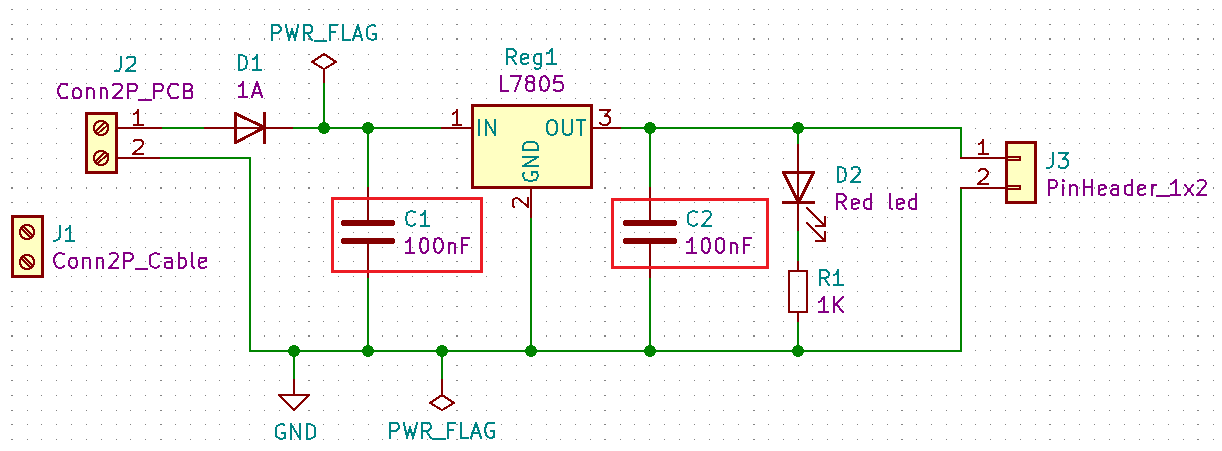 PWR_FLAG
J2
Conn2P_PCB
1
2
D1
1A
Reg1
L7805
1
IN
OUT
3
GND
2
C1
100nF
C2
100nF
D2
Red led
R1
1K
1
2
J3
PinHeader_1x2
J1
Conn2P_Cable
GND
PWR_FLAG